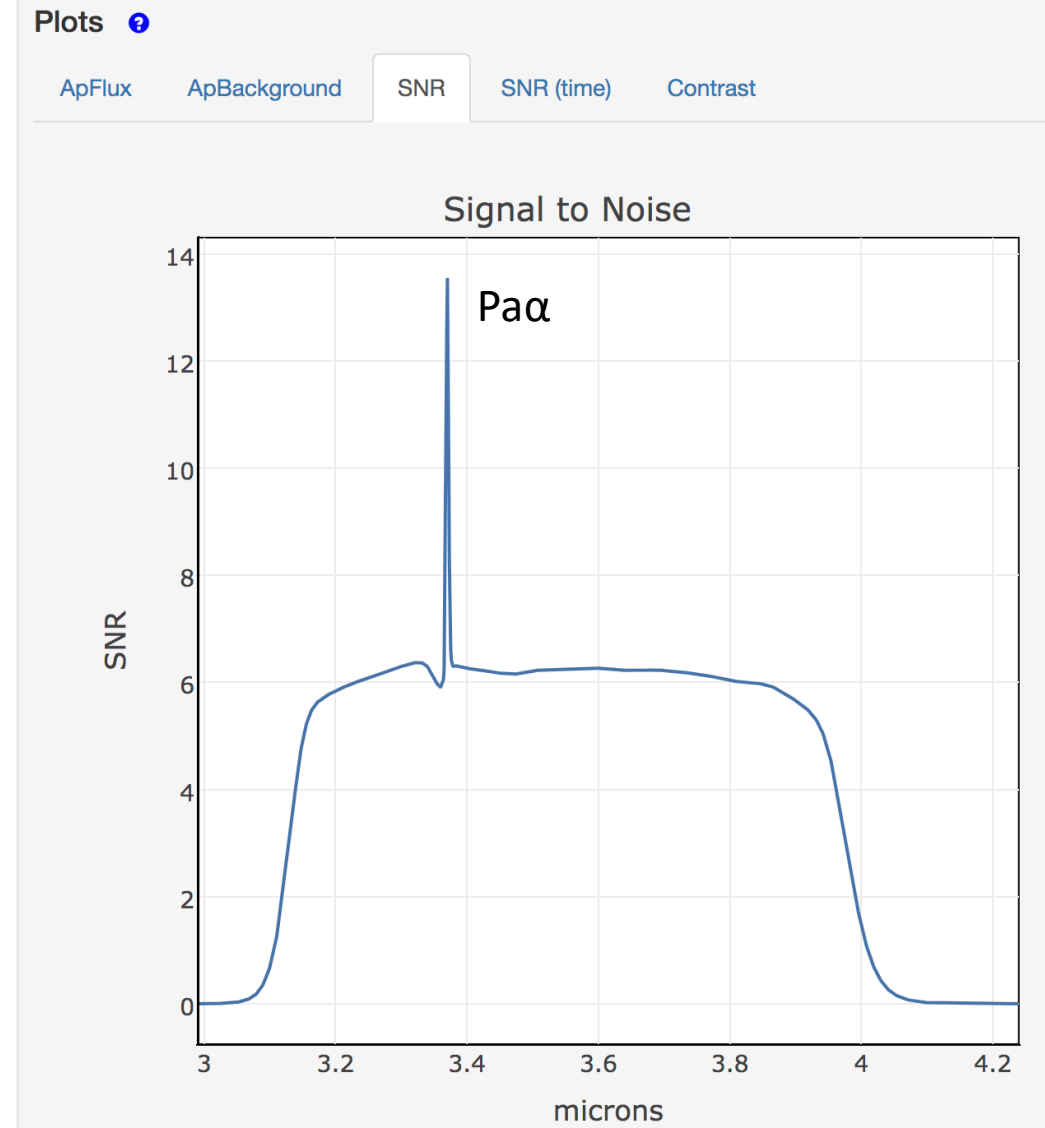 Plots ?
ApFlux ApBackground SNR SNR (time) Contrast
Signal to Noise
14
Paα
12
10
8
SNR
6
4
2
0
3 3.2 3.4 3.6 3.8 4 4.2
microns